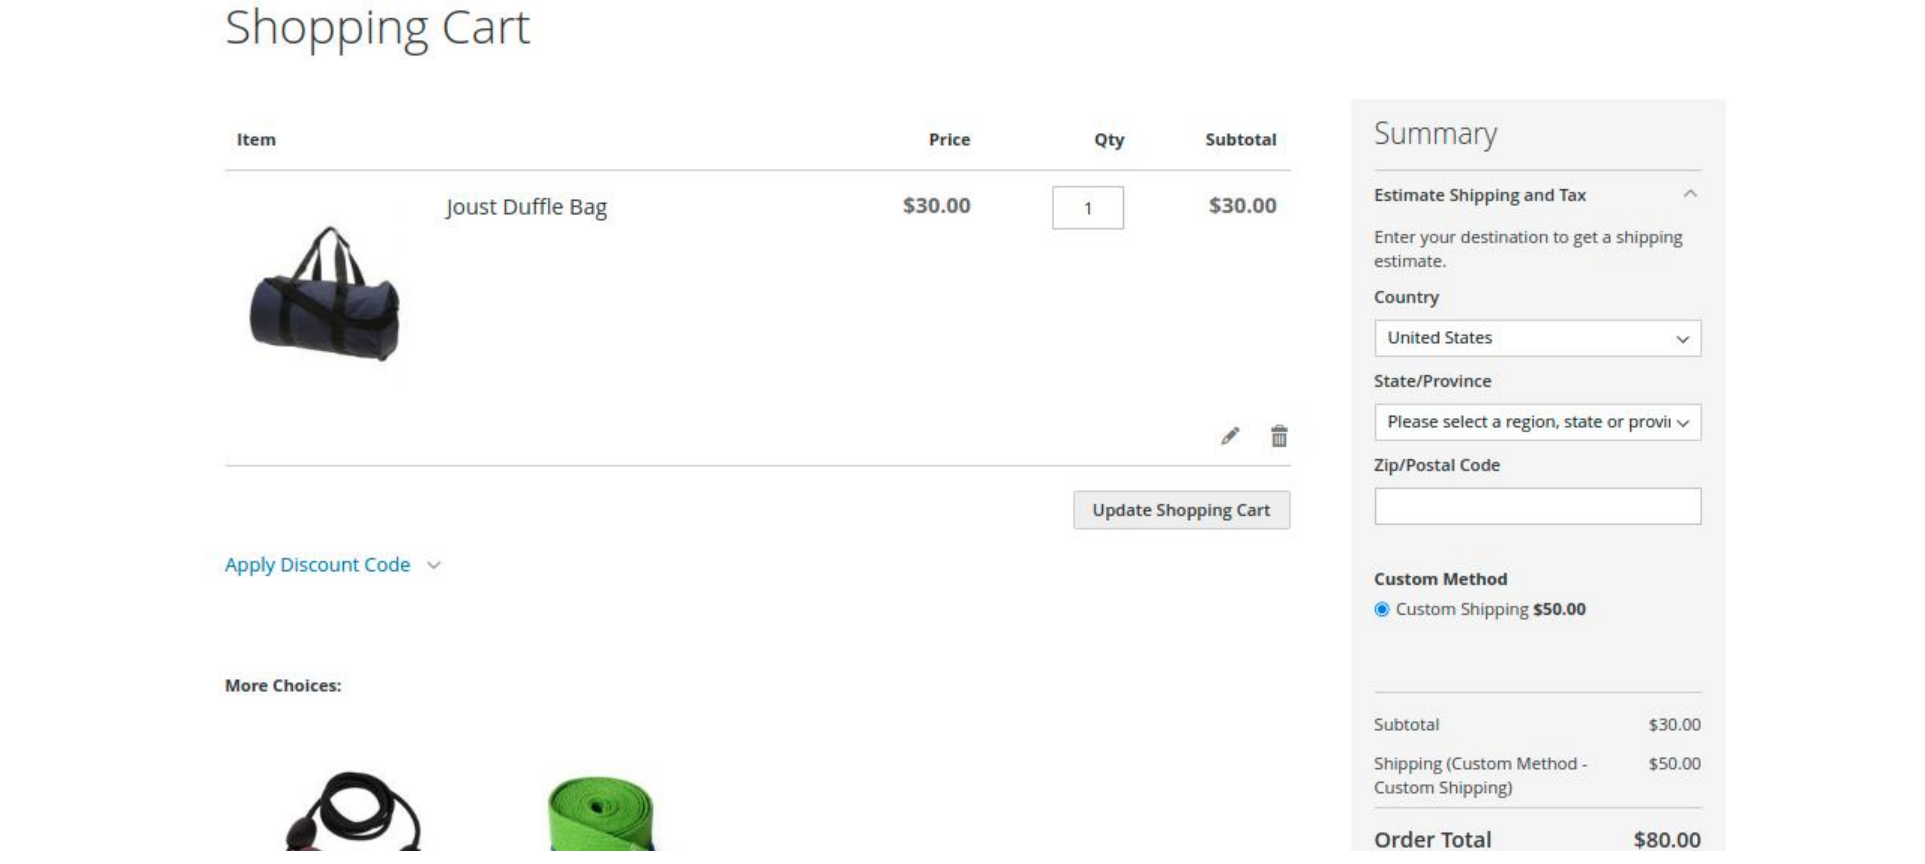 Shopping Cart
Item Price Qty Subtotal
Joust Duffle Bag $30.00 1 $30.00
Update Shopping Cart
Apply Discount Code
More Choices:
Summary
Estimate Shipping and Tax
Enter your destination to get a shipping
estimate.
Country
United States
State/Province
Please select a region, state or provi
Zip/Postal Code
Custom Method
Custom Shipping $50.00
Subtotal $30.00
Shipping (Custom Method - $50.00
Custom Shipping)
Order Total $80.00